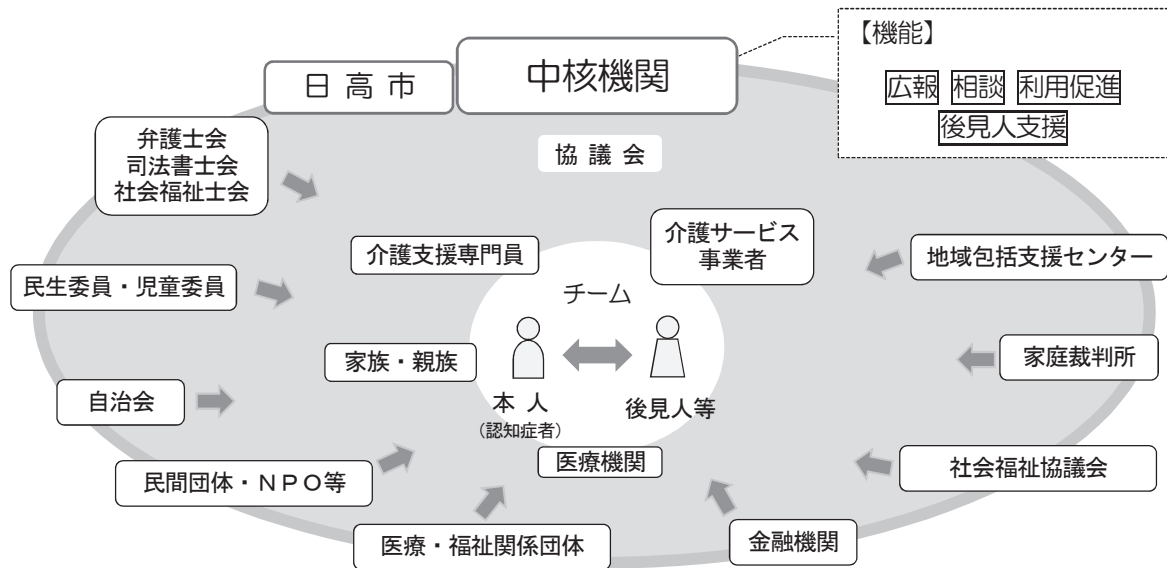 【機能】
中核機関
日高市
広報 相談 利用促進
後見人支援
協議会
弁護士会
司法書士会
社会福祉士会
介護支援専門員
介護サービス
事業者
地域包括支援センター
民生委員・児童委員
チーム
家族・親族
家庭裁判所
自治会
本人
(認知症者)
後見人等
医療機関
社会福祉協議会
民間団体・NPO等
医療・福祉関係団体
金融機関